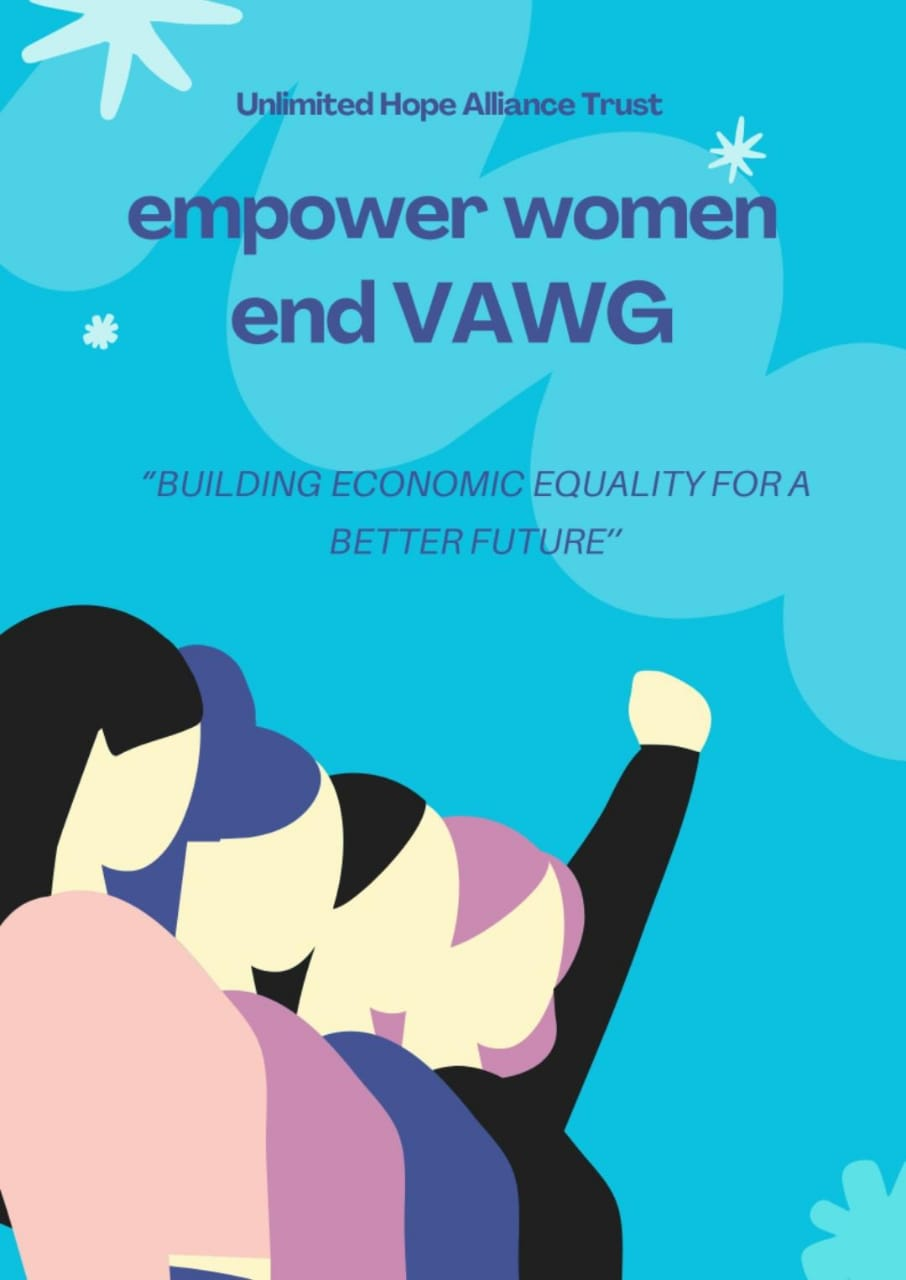 Unlimited Hope Alliance Trust
empower women
end VAWG
“BUILDING ECONOMIC EQUALITY FOR A
BETTER FUTURE”